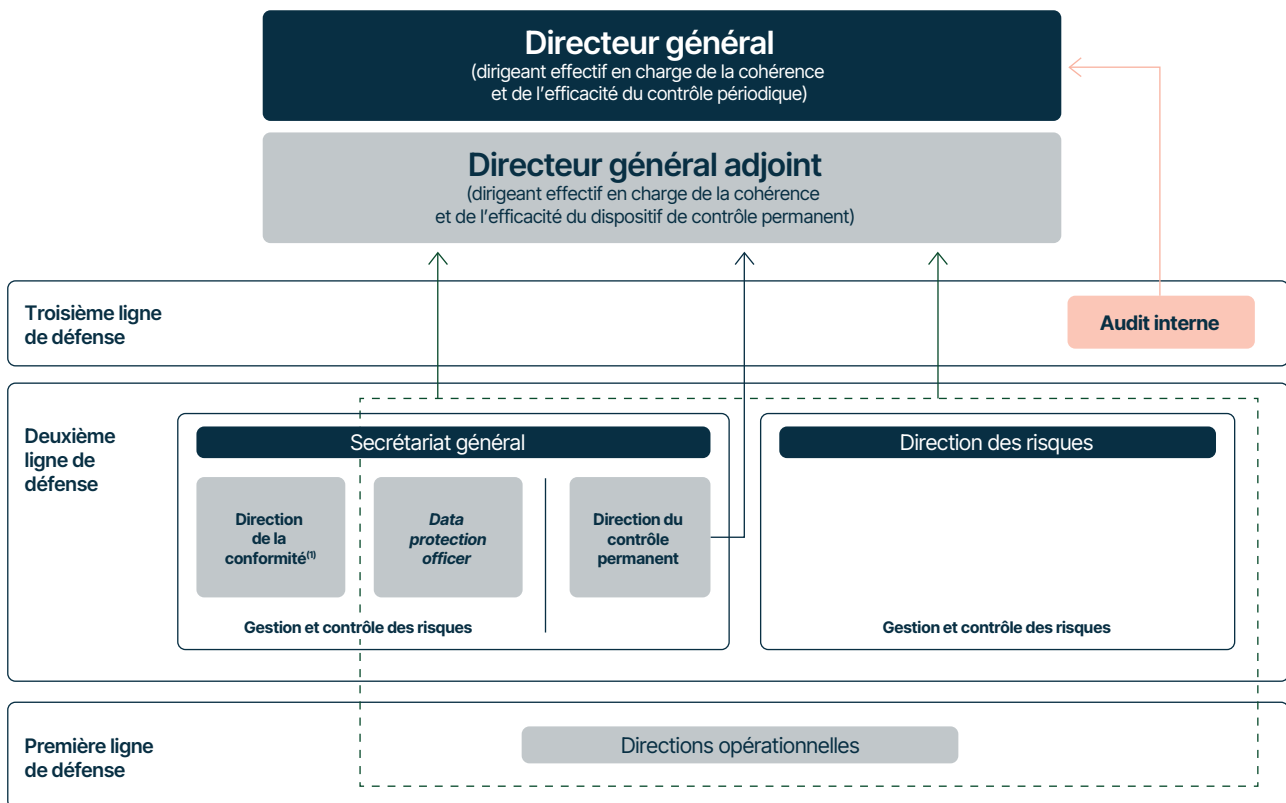 Directeur général
(dirigeant effectif en charge de la cohérence
et de l’efficacité du contrôle périodique)
Directeur général adjoint
(dirigeant effectif en charge de la cohérence
et de l’efficacité du dispositif de contrôle permanent)
Troisième ligne
de défense
Audit interne
Deuxième
ligne de
défense
Secrétariat général
Direction
de la
conformité(1)
Data
protection
officer
Direction du
contrôle
permanent
Gestion et contrôle des risques
Direction des risques
Gestion et contrôle des risques
Première ligne
de défense
Directions opérationnelles